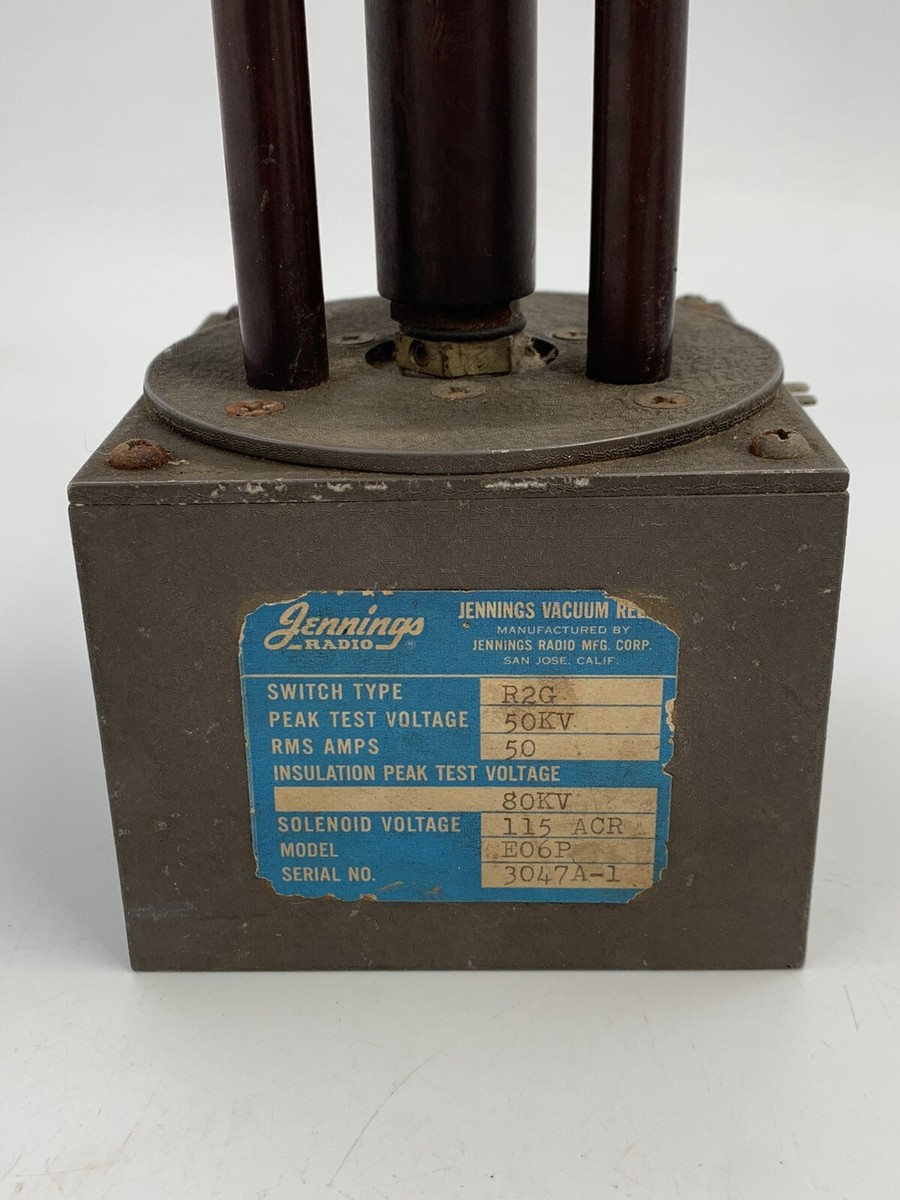 Jennings
RADIO ®
JENNINGS VACUUM
MANUFACTURED BY
JENNINGS RADIO MFG. CORP.
SAN JOSE, CALIF.
SWITCH TYPE R2G
PEAK TEST VOLTAGE 50KV
RMS AMPS 50
INSULATION PEAK TEST VOLTAGE
80KV
SOLENOID VOLTAGE 115 ACR
MODEL E06P
SERIAL NO. 3047A-1